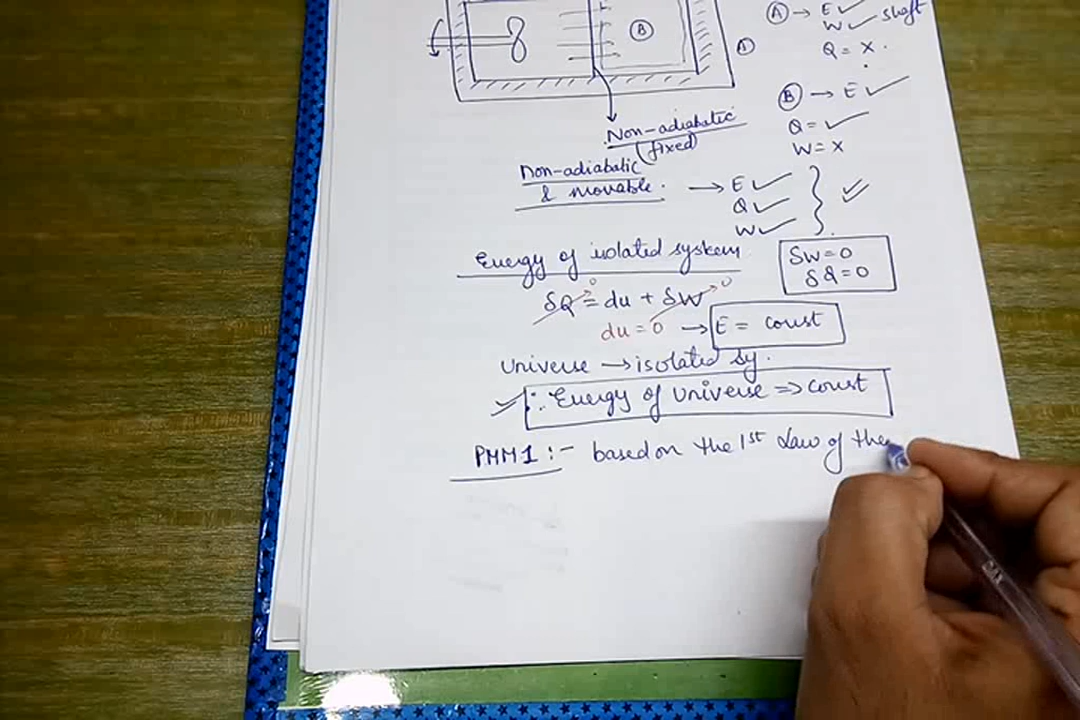 Ⓐ → E ✓
W ✓ shaft
Q = X.
Ⓑ
①
Ⓑ → E ✓
Q = ✓
W = X
Non-adiabatic
(fixed)
Non-adiabatic
& movable. → E ✓
Q ✓
W ✓
Energy of isolated system
δW=0
δQ=0
δQ = du + δW
du = 0 → E = const
Universe → isolated sy.
∴ Energy of Universe => const
PMM1 :- based on the 1st Law of the